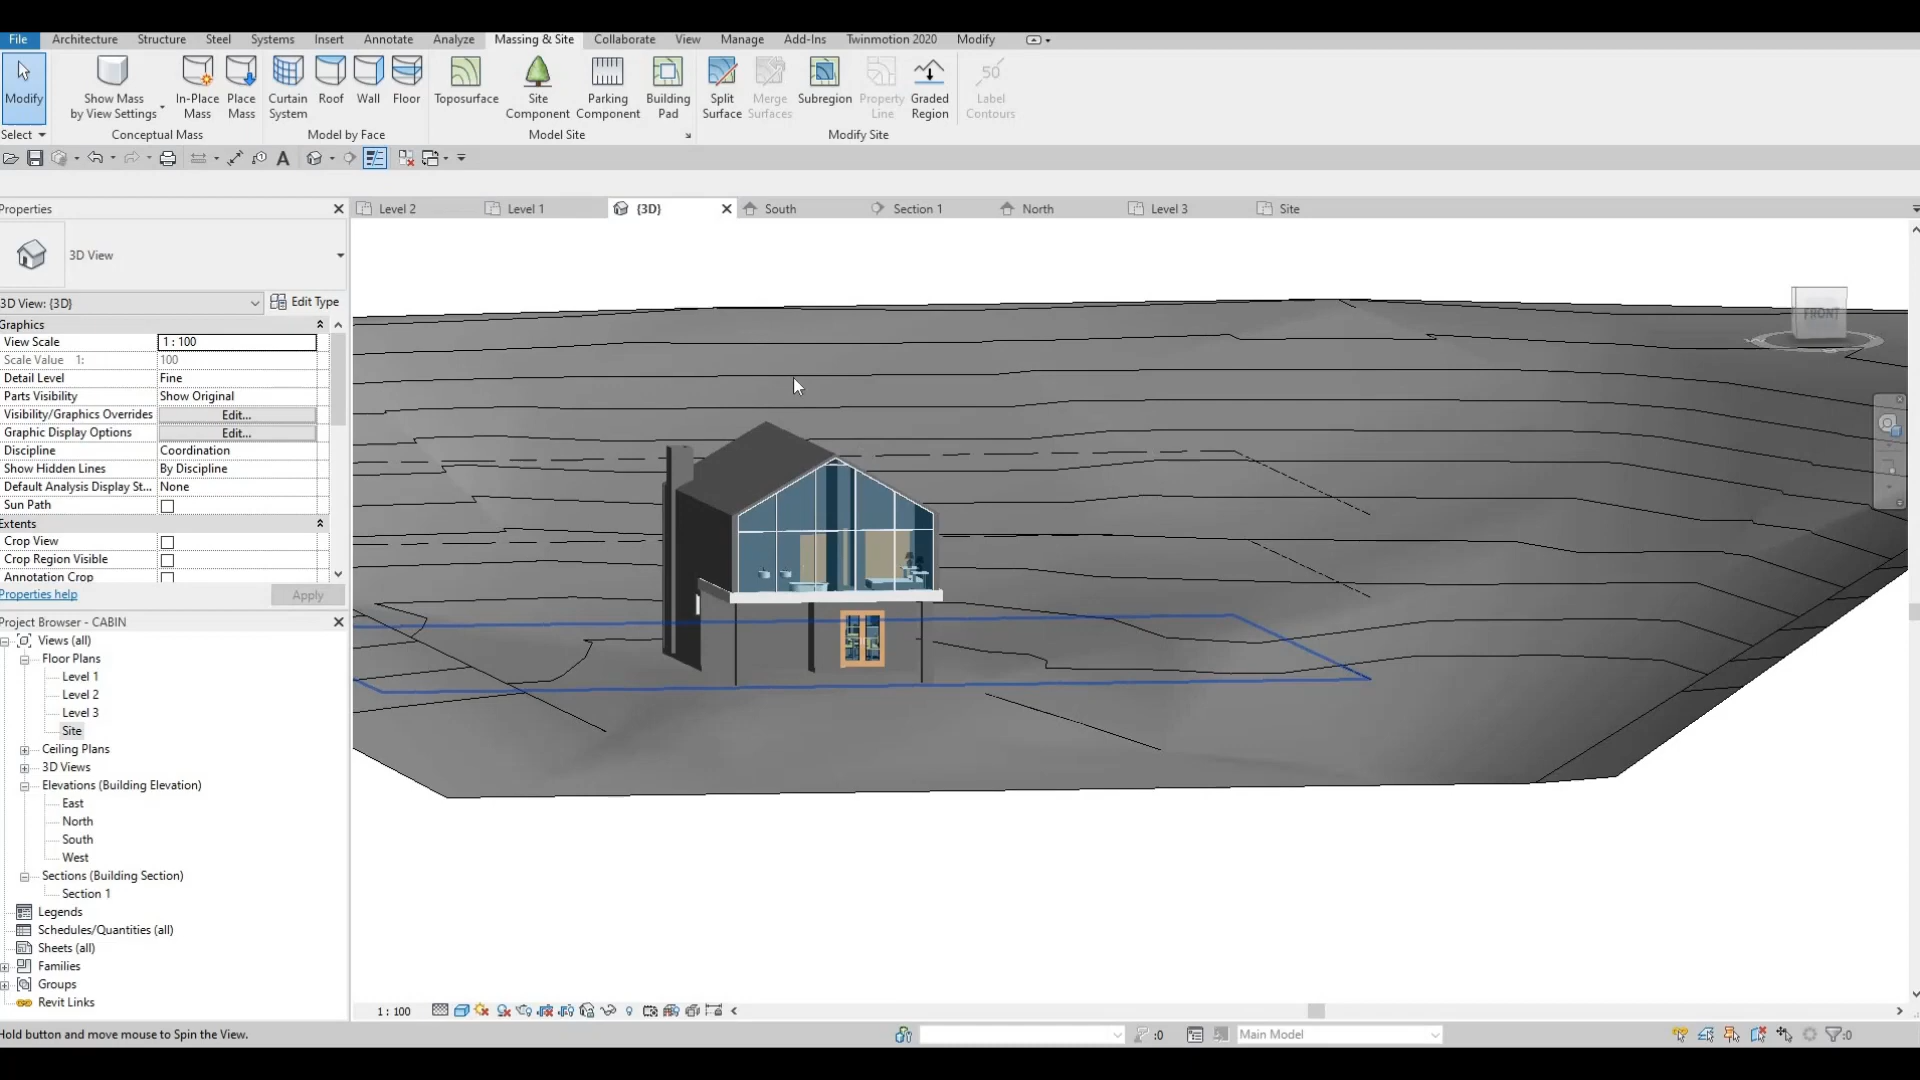 File Architecture Structure Steel Systems Insert Annotate Analyze Massing & Site Collaborate View Manage Add-Ins Twinmotion 2020 Modify
Modify
Show Mass
by View Settings
In-Place
Mass
Place
Mass
Curtain
System
Roof
Wall
Floor
Toposurface
Site
Component
Parking
Component
Building
Pad
Split
Surface
Merge
Surfaces
Subregion
Property
Line
Graded
Region
50
Label
Contours
Select Conceptual Mass Model by Face Model Site Modify Site
A
Properties
Level 2 Level 1 {3D} South Section 1 North Level 3 Site
3D View
3D View: {3D} Edit Type
Graphics
View Scale 1 : 100
Scale Value 1: 100
Detail Level Fine
Parts Visibility Show Original
Visibility/Graphics Overrides Edit...
Graphic Display Options Edit...
Discipline Coordination
Show Hidden Lines By Discipline
Default Analysis Display St... None
Sun Path
Extents
Crop View
Crop Region Visible
Annotation Crop
Properties help Apply
FRONT
Project Browser - CABIN
Views (all)
Floor Plans
Level 1
Level 2
Level 3
Site
Ceiling Plans
3D Views
Elevations (Building Elevation)
East
North
South
West
Sections (Building Section)
Section 1
Legends
Schedules/Quantities (all)
Sheets (all)
Families
Groups
Revit Links
1 : 100
Hold button and move mouse to Spin the View.
:0
Main Model
:0